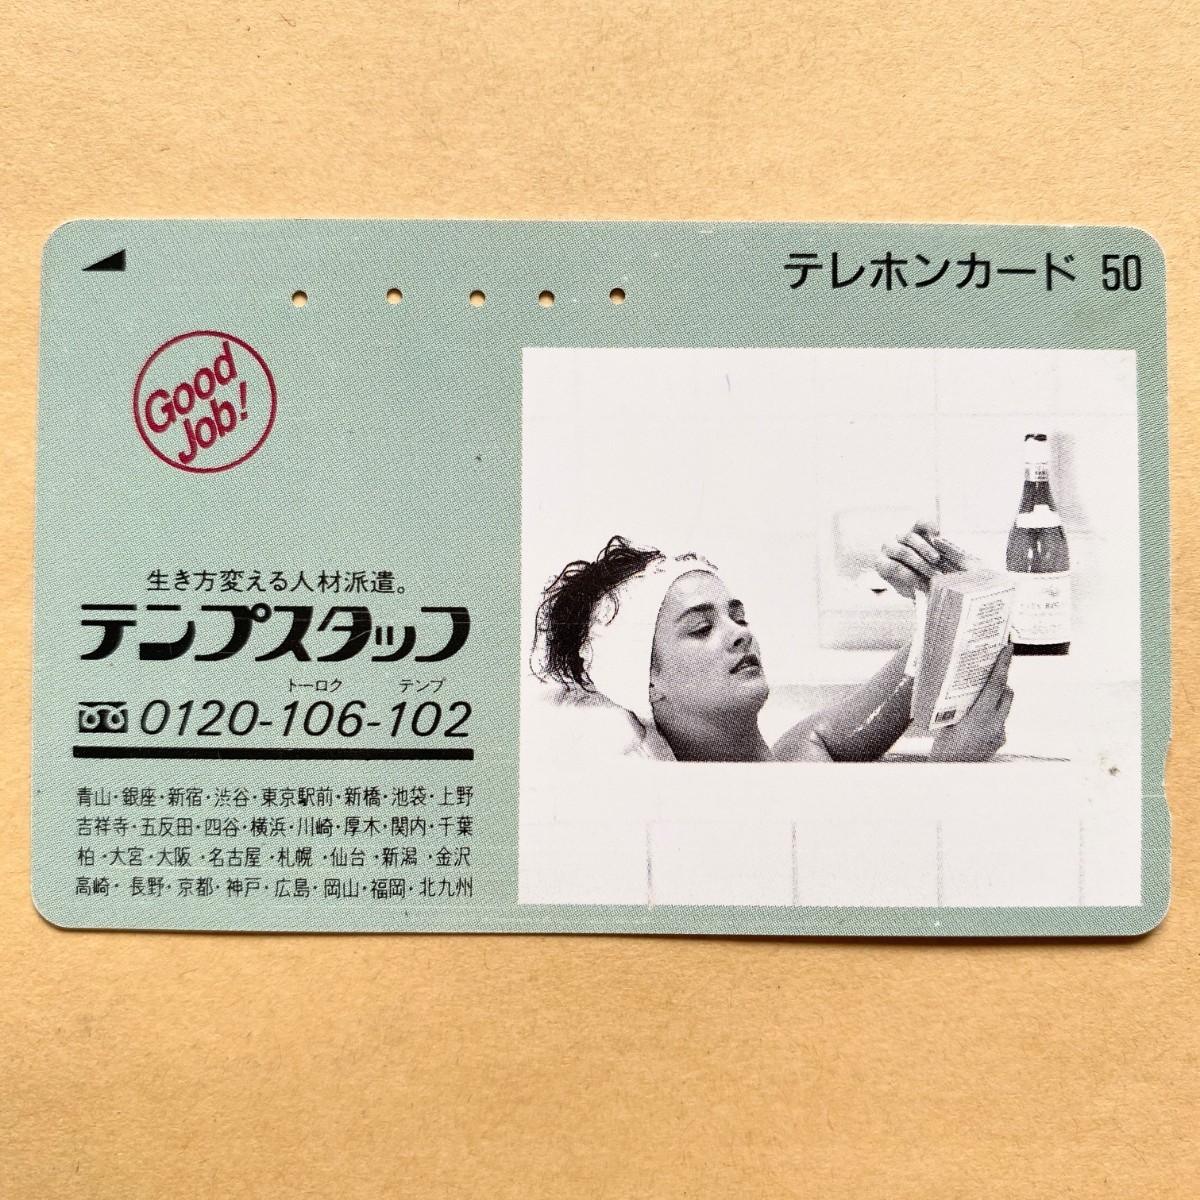 テレホンカード 50
Good
Job!
生き方変える人材派遣。
テンプスタッフ
トーロク テンプ
0120-106-102
青山・銀座・新宿・渋谷・東京駅前・新橋・池袋・上野
吉祥寺・五反田・四谷・横浜・川崎・厚木・関内・千葉
柏・大宮・大阪・名古屋・札幌・仙台・新潟・金沢
高崎・長野・京都・神戸・広島・岡山・福岡・北九州